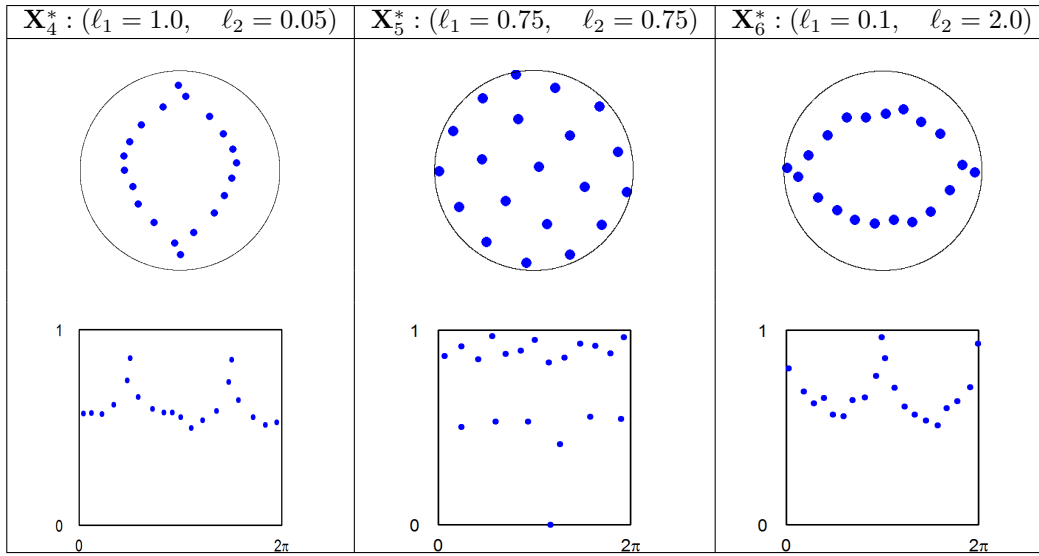 X*4 : (ℓ1 = 1.0, ℓ2 = 0.05)
X*5 : (ℓ1 = 0.75, ℓ2 = 0.75)
X*6 : (ℓ1 = 0.1, ℓ2 = 2.0)
1
0
0
2π
1
0
0
2π
1
0
0
2π